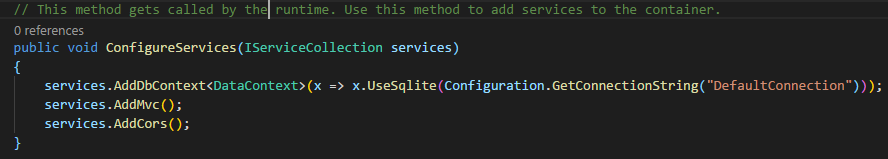 // This method gets called by the runtime. Use this method to add services to the container.
0 references
public void ConfigureServices(IServiceCollection services)
{
    services.AddDbContext<DataContext>(x => x.UseSqlite(Configuration.GetConnectionString("DefaultConnection")));
    services.AddMvc();
    services.AddCors();
}